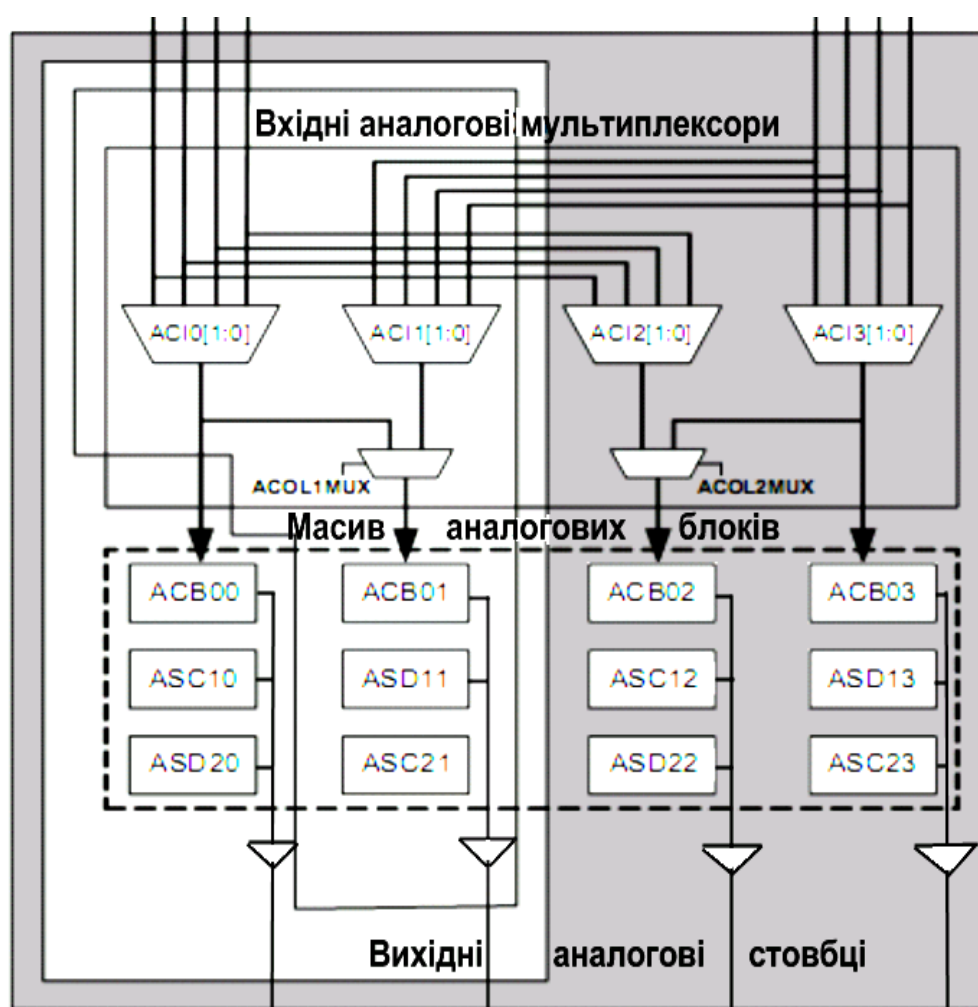 Вхідні аналогові мультиплексори
ACI0[1:0] ACI1[1:0] ACI2[1:0] ACI3[1:0]
ACOL1MUX ACOL2MUX
Масив аналогових блоків
ACB00 ACB01 ACB02 ACB03
ASC10 ASD11 ASC12 ASD13
ASD20 ASC21 ASD22 ASC23
Вихідні аналогові стовбці